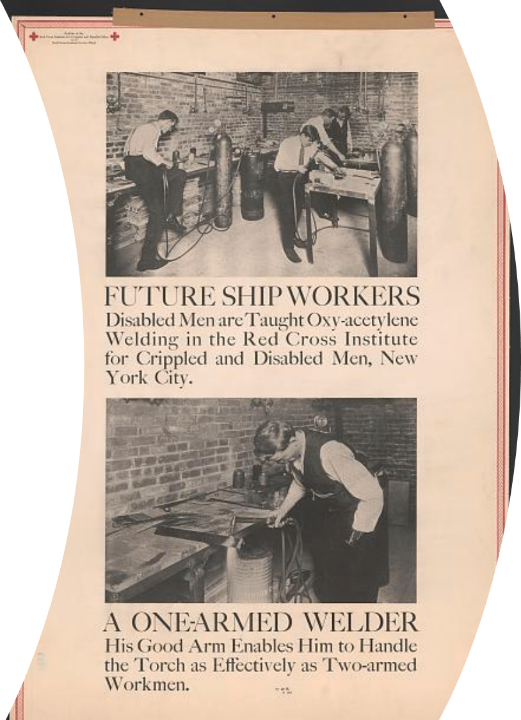 FUTURE SHIP WORKERS
Disabled Men are Taught Oxy-acetylene
Welding in the Red Cross Institute
for Crippled and Disabled Men, New
York City.
A ONE-ARMED WELDER
His Good Arm Enables Him to Handle
the Torch as Effectively as Two-armed
Workmen.